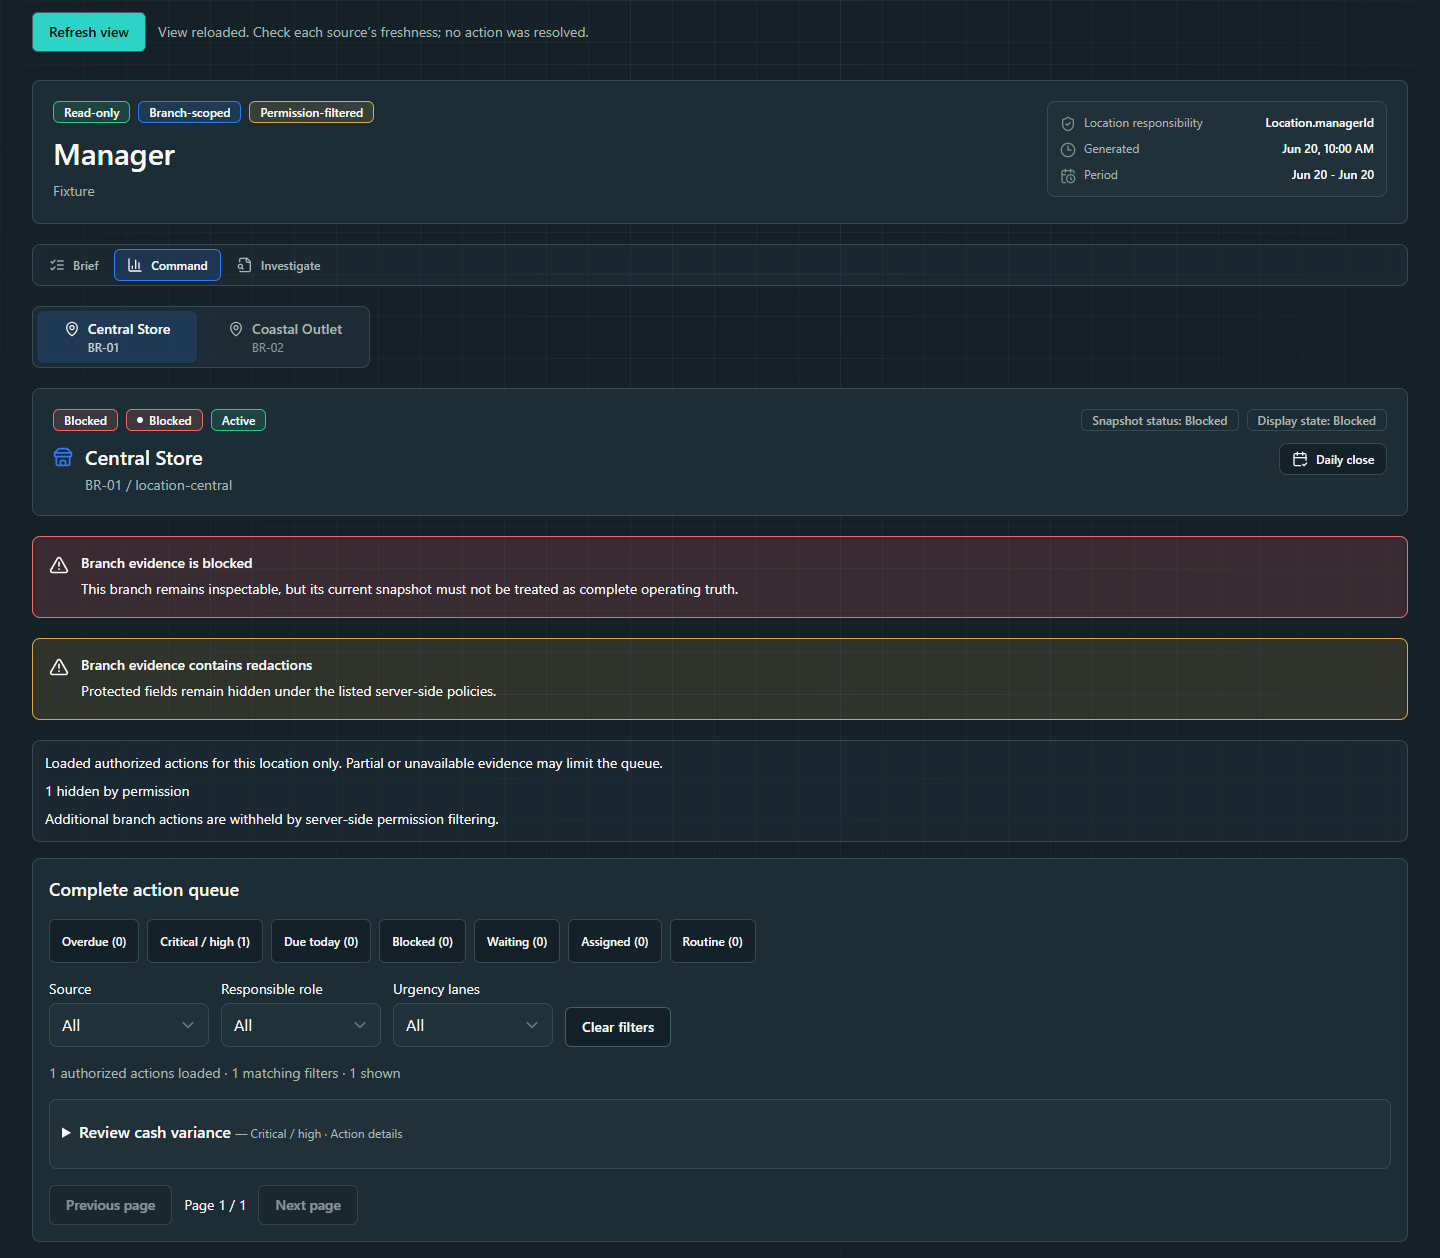 Refresh view
View reloaded. Check each source's freshness; no action was resolved.
Read-only
Branch-scoped
Permission-filtered
Manager
Fixture
Location responsibility
Location.managerId
Generated
Jun 20, 10:00 AM
Period
Jun 20 - Jun 20
Brief
Command
Investigate
Central Store
BR-01
Coastal Outlet
BR-02
Blocked
Blocked
Active
Snapshot status: Blocked
Display state: Blocked
Central Store
BR-01 / location-central
Daily close
Branch evidence is blocked
This branch remains inspectable, but its current snapshot must not be treated as complete operating truth.
Branch evidence contains redactions
Protected fields remain hidden under the listed server-side policies.
Loaded authorized actions for this location only. Partial or unavailable evidence may limit the queue.
1 hidden by permission
Additional branch actions are withheld by server-side permission filtering.
Complete action queue
Overdue (0)
Critical / high (1)
Due today (0)
Blocked (0)
Waiting (0)
Assigned (0)
Routine (0)
Source
Responsible role
Urgency lanes
All
All
All
Clear filters
1 authorized actions loaded · 1 matching filters · 1 shown
Review cash variance — Critical / high · Action details
Previous page
Page 1 / 1
Next page